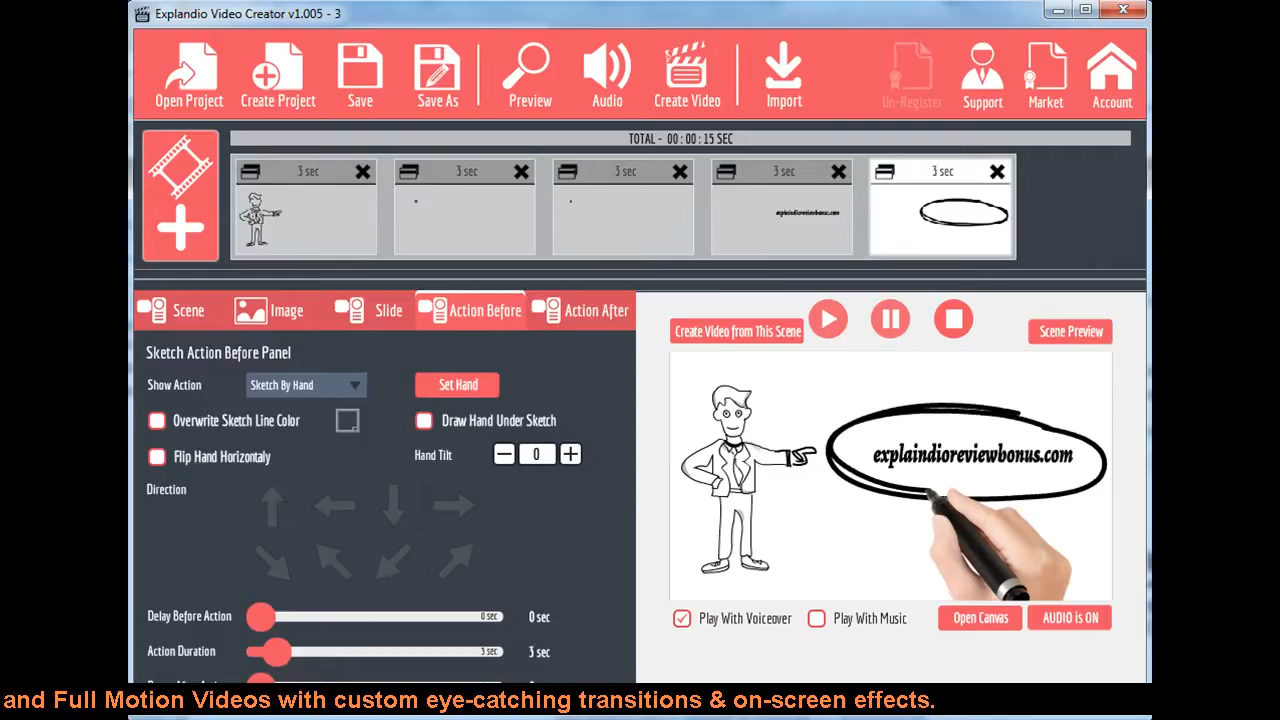 Explandio Video Creator v1.005 - 3
Open Project
Create Project
Save
Save As
Preview
Audio
Create Video
Import
Un-Register
Support
Market
Account
TOTAL - 00 : 00 : 15 SEC
3 sec
3 sec
3 sec
3 sec
3 sec
explaindioreviewbonus.com
Scene
Image
Slide
Action Before
Action After
Sketch Action Before Panel
Show Action
Sketch By Hand
Set Hand
Overwrite Sketch Line Color
Draw Hand Under Sketch
Flip Hand Horizontaly
Hand Tilt
0
Direction
Delay Before Action
0 sec
0 sec
Action Duration
3 sec
3 sec
Create Video from This Scene
Scene Preview
explaindioreviewbonus.com
Play With Voiceover
Play With Music
Open Canvas
AUDIO is ON
and Full Motion Videos with custom eye-catching transitions & on-screen effects.